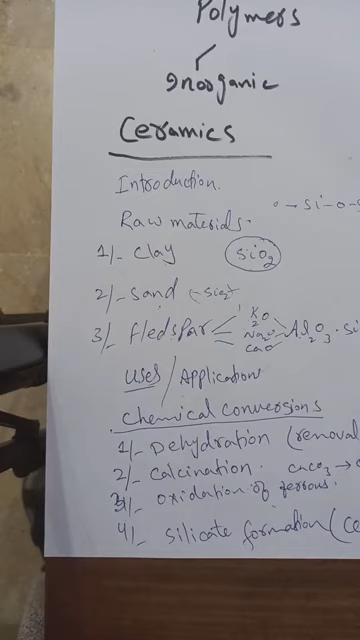 Polymers
Inorganic
Ceramics
Introduction.
o - Si - o - S
Raw materials.
1/- Clay
SiO2
2/- Sand (SiO2)
3/- Fledspar K2O Na2O CaO Al2O3 . Si
Uses / Application
Chemical conversions
1/- Dehydration (removal
2/- Calcination. CaCO3 →
3/- Oxidation of ferrous.
4/- Silicate formation (Ce